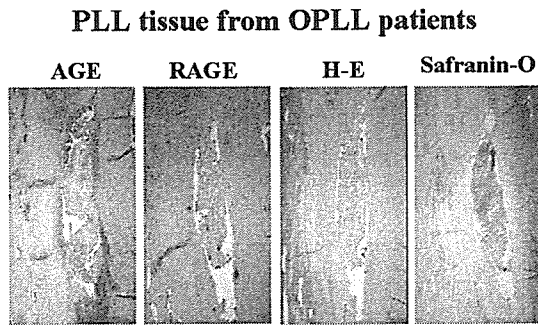 PLL tissue from OPLL patients
AGE RAGE H-E Safranin-O